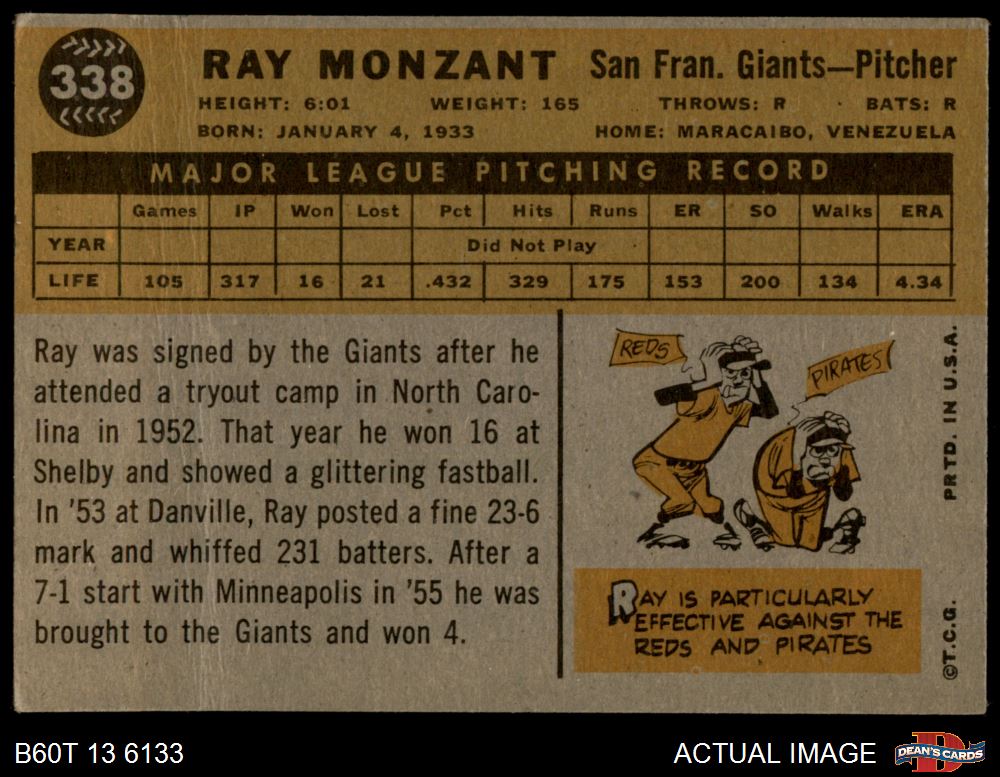 338
RAY MONZANT San Fran. Giants—Pitcher
HEIGHT: 6:01 WEIGHT: 165 THROWS: R · BATS: R
BORN: JANUARY 4, 1933 HOME: MARACAIBO, VENEZUELA
MAJOR LEAGUE PITCHING RECORD
Games IP Won Lost Pct Hits Runs ER SO Walks ERA
YEAR Did Not Play
LIFE 105 317 16 21 .432 329 175 153 200 134 4.34
Ray was signed by the Giants after he
attended a tryout camp in North Caro-
lina in 1952. That year he won 16 at
Shelby and showed a glittering fastball.
In '53 at Danville, Ray posted a fine 23-6
mark and whiffed 231 batters. After a
7-1 start with Minneapolis in '55 he was
brought to the Giants and won 4.
REDS
PIRATES
RAY IS PARTICULARLY
EFFECTIVE AGAINST THE
REDS AND PIRATES
©T.C.G. PRTD. IN U.S.A.
B60T 13 6133
ACTUAL IMAGE
D
DEAN'S CARDS